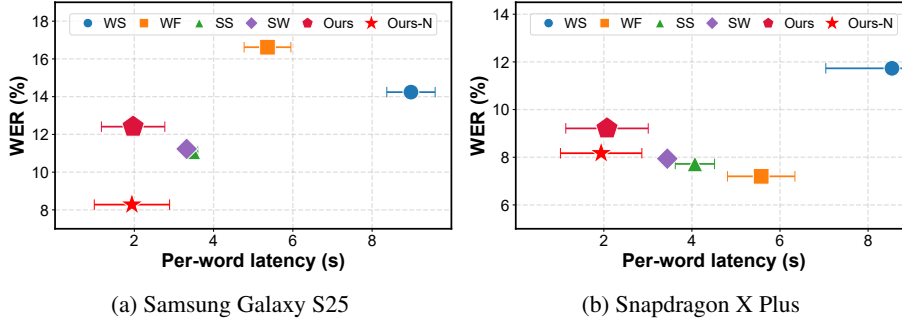 WS WF SS SW Ours Ours-N
WER (%)
18
16
14
12
10
8
2 4 6 8
Per-word latency (s)
(a) Samsung Galaxy S25
WS WF SS SW Ours Ours-N
WER (%)
14
12
10
8
6
2 4 6 8
Per-word latency (s)
(b) Snapdragon X Plus